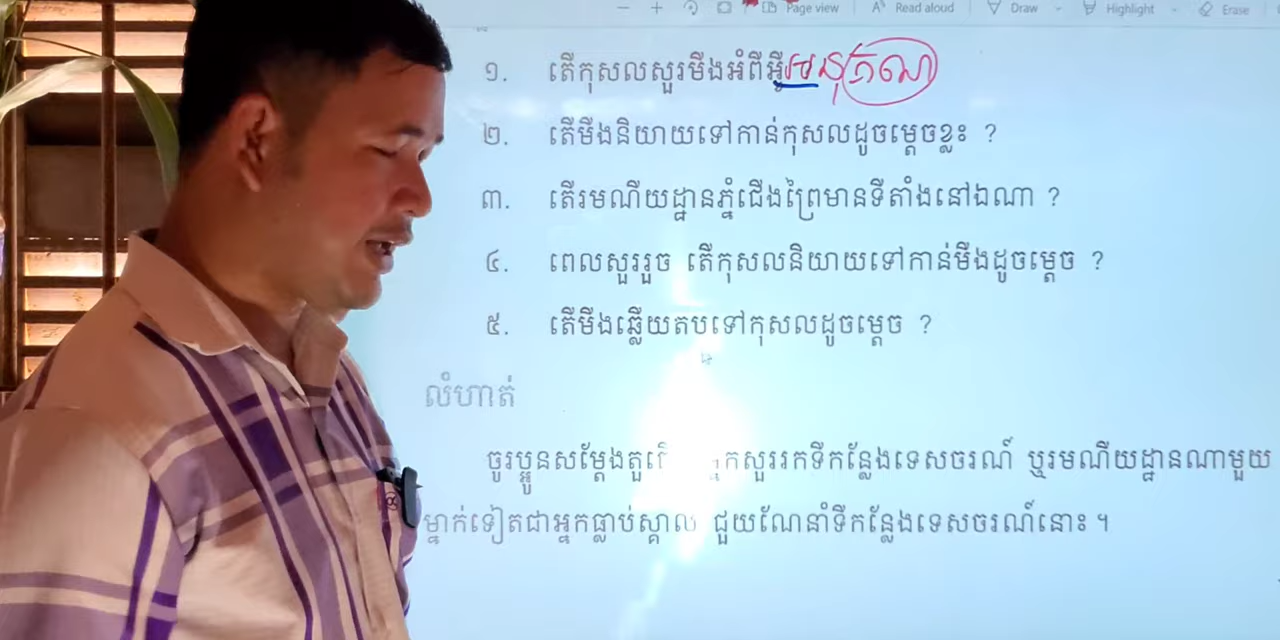 Page view Read aloud Draw Highlight Erase
១. តើកុសលសួរមីងអំពីអ្វី
២. តើមីងនិយាយទៅកាន់កុសលដូចម្ដេចខ្លះ ?
៣. តើរមណីយដ្ឋានភ្នំជើងព្រៃមានទីតាំងនៅឯណា ?
៤. ពេលសួររួច តើកុសលនិយាយទៅកាន់មីងដូចម្ដេច ?
៥. តើមីងឆ្លើយតបទៅកុសលដូចម្ដេច ?
លំហាត់
ចូរប្អូនសម្ដែងតួជា សួររកទីកន្លែងទេសចរណ៍ ឬរមណីយដ្ឋានណាមួយ
ម្នាក់ទៀតជាអ្នកធ្លាប់ស្គាល់ ជួយណែនាំទីកន្លែងទេសចរណ៍នោះ ។